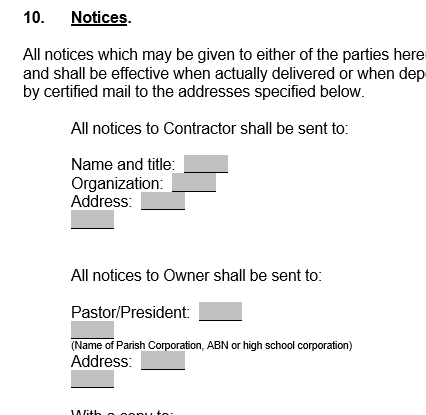 10. Notices.
All notices which may be given to either of the parties here
and shall be effective when actually delivered or when dep
by certified mail to the addresses specified below.
All notices to Contractor shall be sent to:
Name and title:
Organization:
Address:
All notices to Owner shall be sent to:
Pastor/President:
(Name of Parish Corporation, ABN or high school corporation)
Address:
With a copy to: